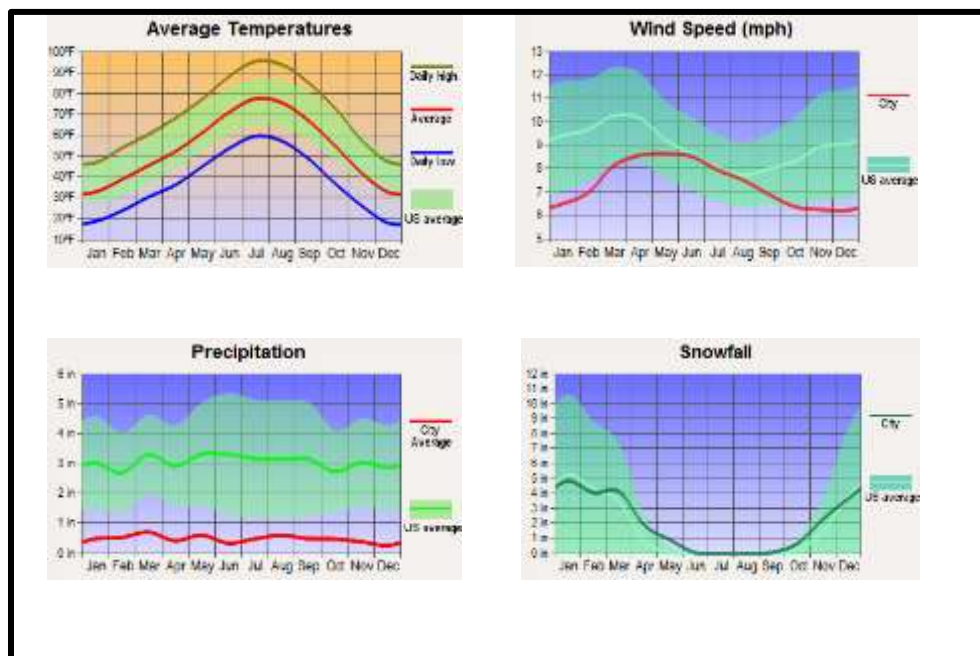 Average Temperatures
100°F
90°F
80°F
70°F
60°F
50°F
40°F
30°F
20°F
10°F
Jan Feb Mar Apr May Jun Jul Aug Sep Oct Nov Dec
Daily high
Average
Daily low
US average
Wind Speed (mph)
13
12
11
10
9
8
7
6
5
Jan Feb Mar Apr May Jun Jul Aug Sep Oct Nov Dec
City
US average
Precipitation
6 in
5 in
4 in
3 in
2 in
1 in
0 in
Jan Feb Mar Apr May Jun Jul Aug Sep Oct Nov Dec
City
Average
US average
Snowfall
12 in
11 in
10 in
9 in
8 in
7 in
6 in
5 in
4 in
3 in
2 in
1 in
0 in
Jan Feb Mar Apr May Jun Jul Aug Sep Oct Nov Dec
City
US average